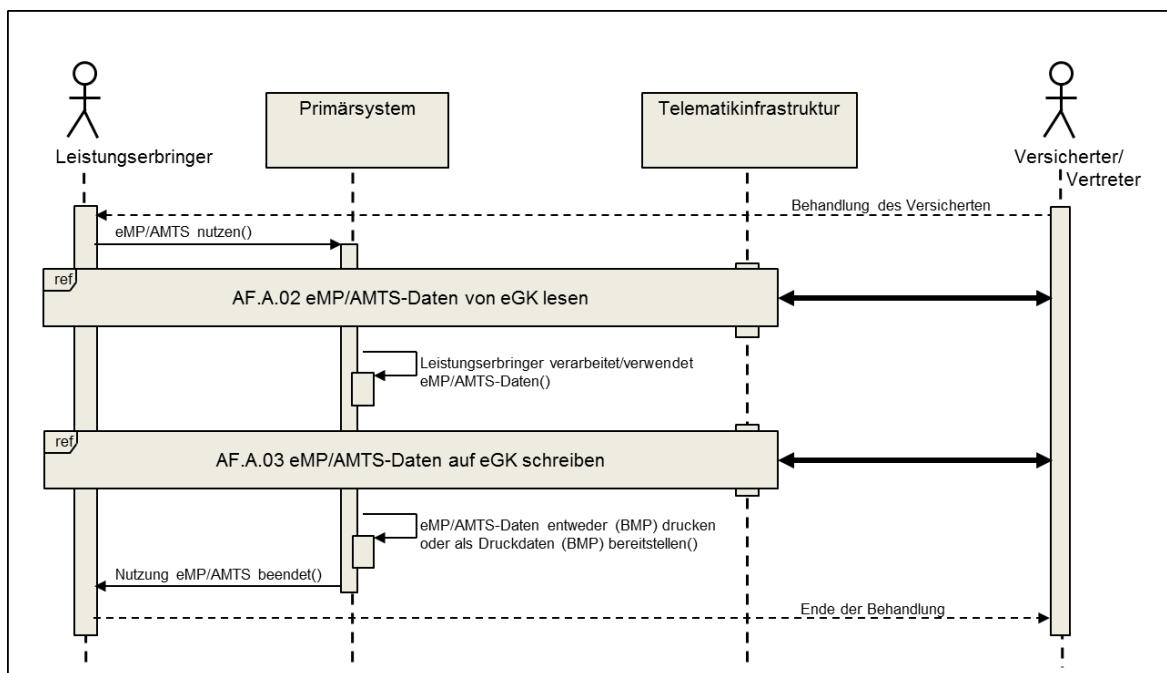 Primärsystem
Telematikinfrastruktur
Leistungserbringer
Versicherter/
Vertreter
Behandlung des Versicherten
eMP/AMTS nutzen()
ref
AF.A.02 eMP/AMTS-Daten von eGK lesen
Leistungserbringer verarbeitet/verwendet
eMP/AMTS-Daten()
ref
AF.A.03 eMP/AMTS-Daten auf eGK schreiben
eMP/AMTS-Daten entweder (BMP) drucken
oder als Druckdaten (BMP) bereitstellen()
Nutzung eMP/AMTS beendet()
Ende der Behandlung